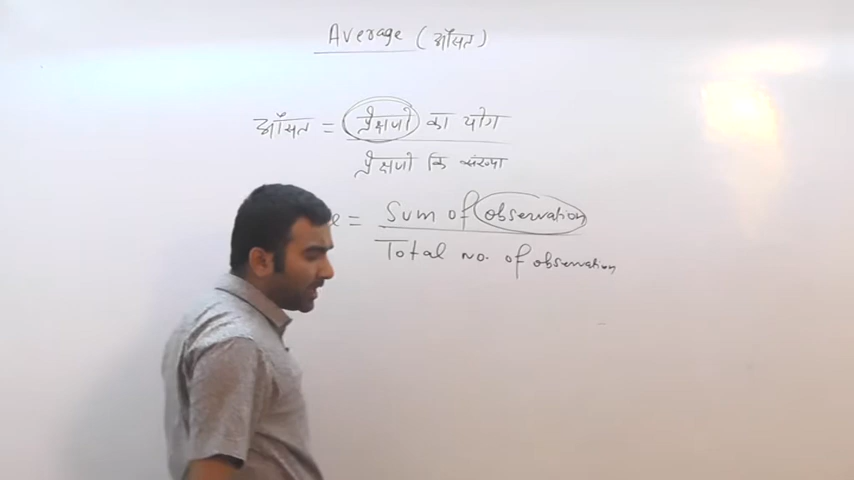 Average (औसत)
औसत = प्रेक्षणो का योग
प्रेक्षणो कि संख्या
= Sum of observation
Total no. of observation